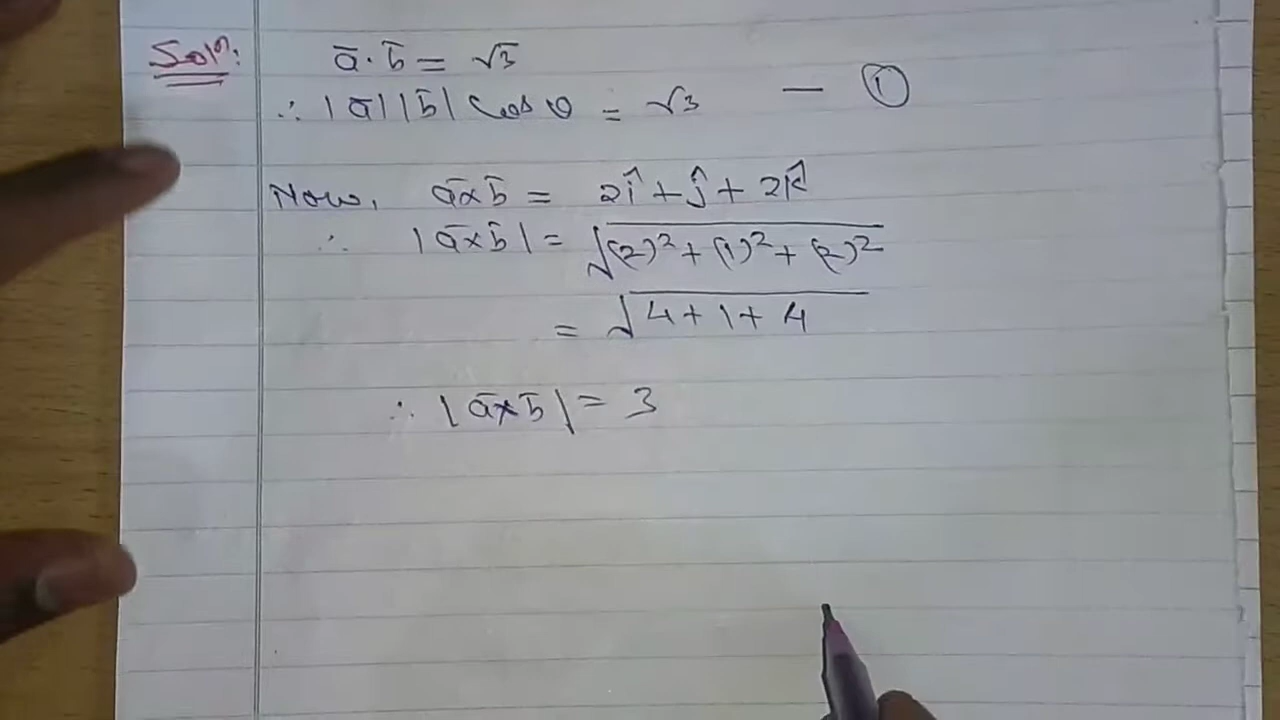 Solⁿ: a̅ · b̅ = √3
∴ |a̅| |b̅| cos θ = √3 — ①
Now, a̅×b̅ = 2î + ĵ + 2k̂
∴ |a̅×b̅| = √(2)² + (1)² + (2)²
= √4 + 1 + 4
∴ |a̅×b̅| = 3